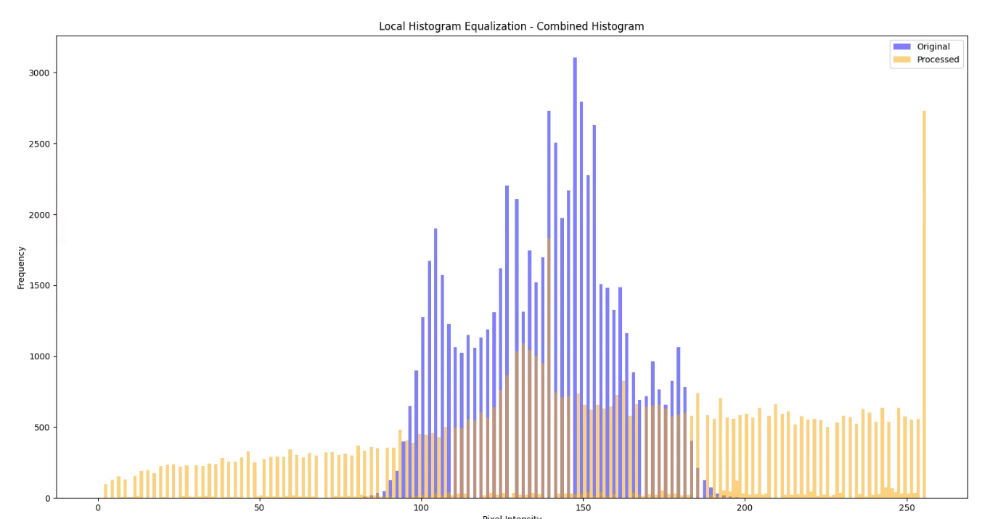 Local Histogram Equalization - Combined Histogram
Original
Processed
3000
2500
2000
1500
1000
500
0
Frequency
0 50 100 150 200 250
Pixel Intensity